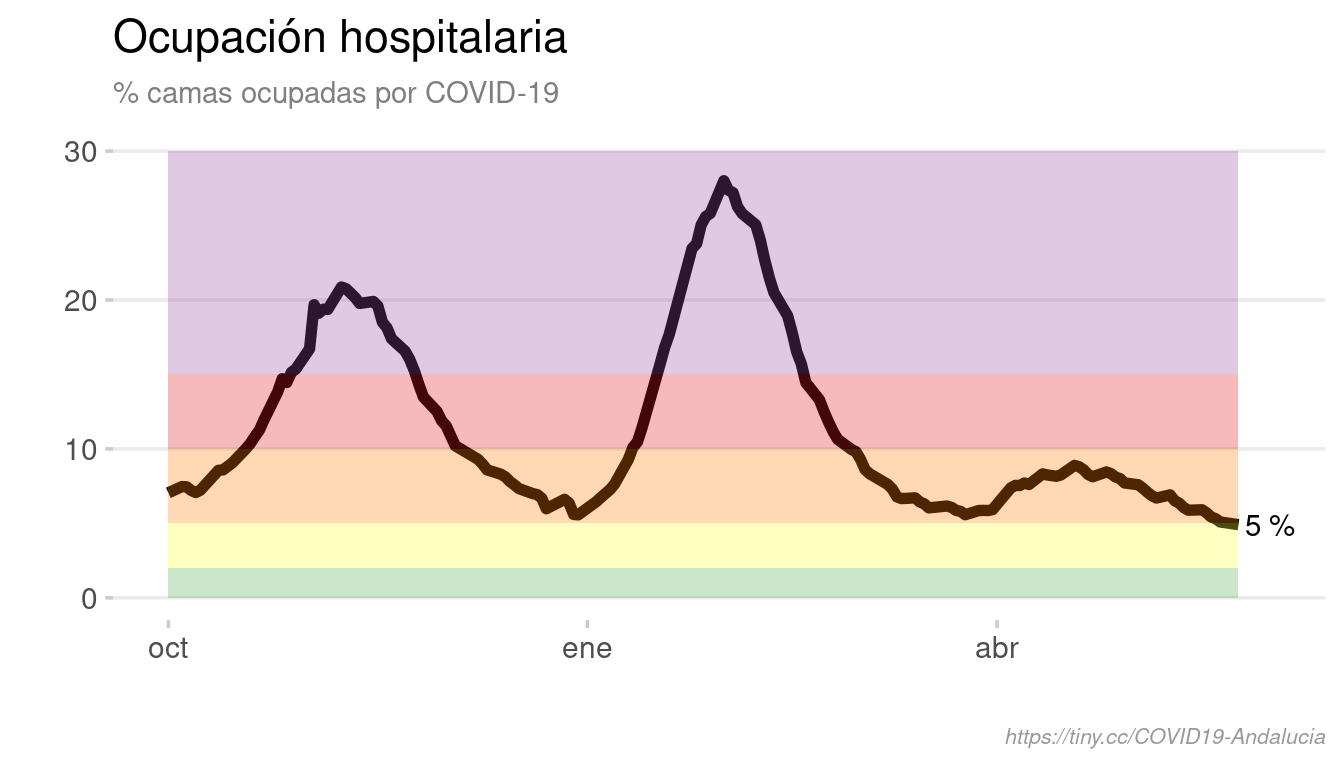 Ocupación hospitalaria
% camas ocupadas por COVID-19
30
20
10
0
5 %
oct ene abr
https://tiny.cc/COVID19-Andalucia